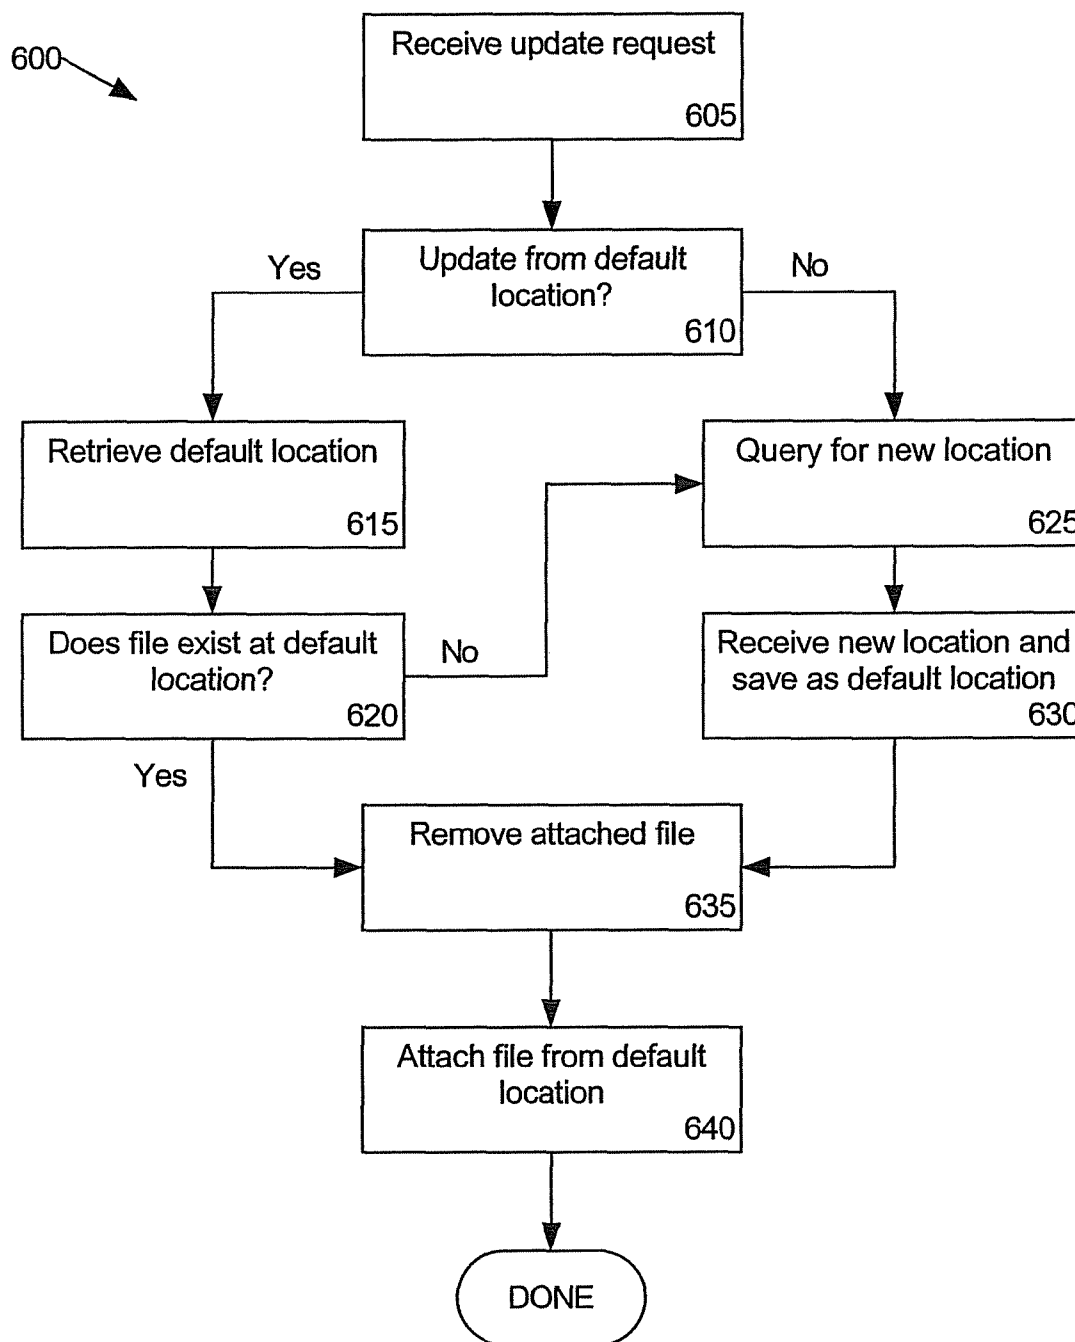 600
Receive update request
605
Yes
Update from default
location?
610
No
Retrieve default location
615
Query for new location
625
Does file exist at default
location?
620
No
Receive new location and
save as default location
630
Yes
Remove attached file
635
Attach file from default
location
640
DONE